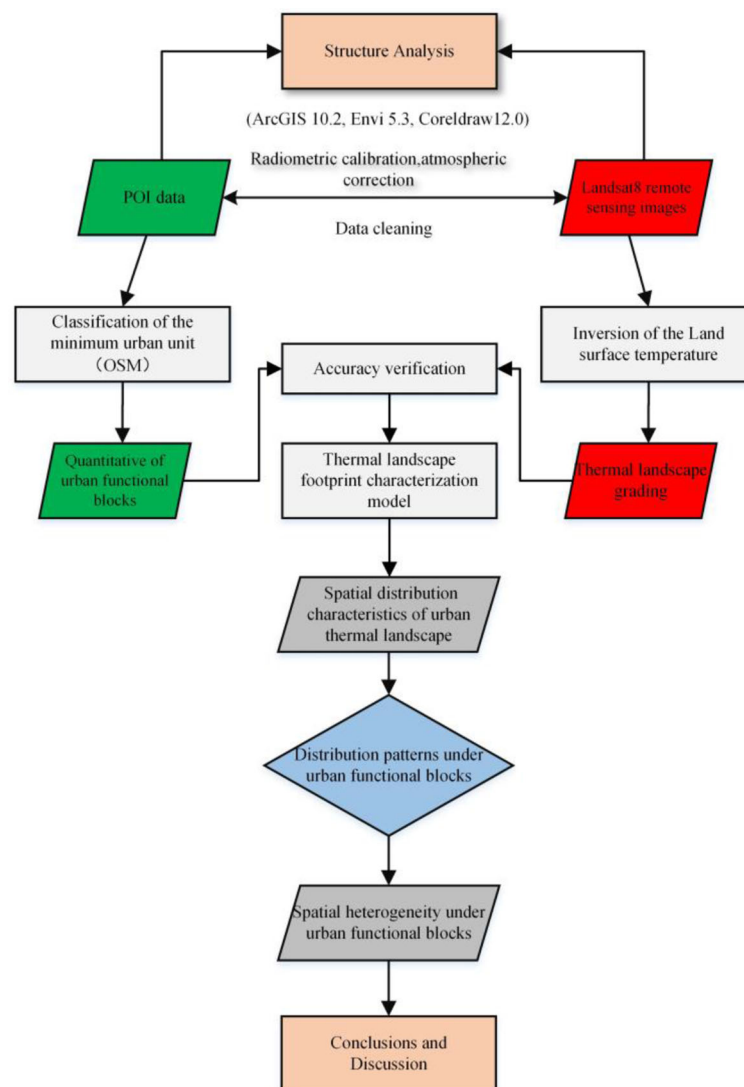 Structure Analysis
(ArcGIS 10.2, Envi 5.3, Coreldraw12.0)
Radiometric calibration,atmospheric
correction
POI data
Landsat8 remote
sensing images
Data cleaning
Classification of the
minimum urban unit
（OSM）
Inversion of the Land
surface temperature
Accuracy verification
Quantitative of
urban functional
blocks
Thermal landscape
footprint characterization
model
Thermal landscape
grading
Spatial distribution
characteristics of urban
thermal landscape
Distribution patterns under
urban functional blocks
Spatial heterogeneity under
urban functional blocks
Conclusions and
Discussion